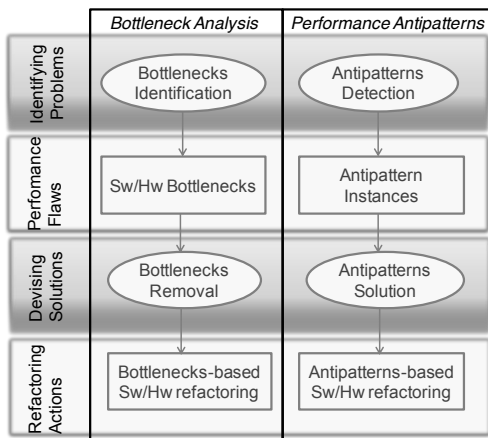 Bottleneck Analysis
Performance Antipatterns
Identifying
Problems
Bottlenecks
Identification
Antipatterns
Detection
Perfomance
Flaws
Sw/Hw Bottlenecks
Antipattern
Instances
Devising
Solutions
Bottlenecks
Removal
Antipatterns
Solution
Refactoring
Actions
Bottlenecks-based
Sw/Hw refactoring
Antipatterns-based
Sw/Hw refactoring